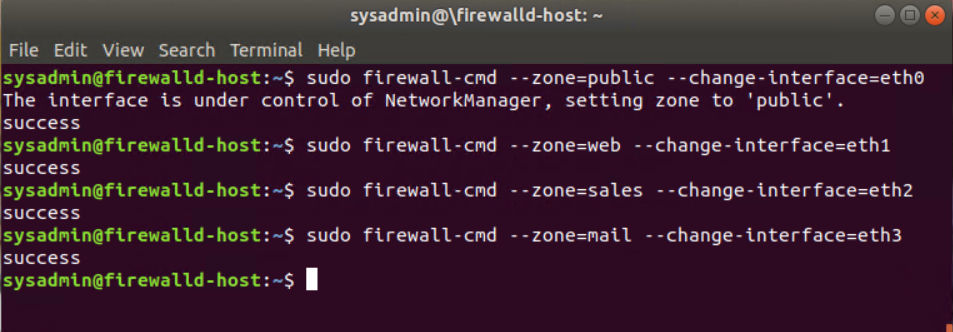 sysadmin@\firewalld-host: ~
File Edit View Search Terminal Help
sysadmin@firewalld-host:~$ sudo firewall-cmd --zone=public --change-interface=eth0
The interface is under control of NetworkManager, setting zone to 'public'.
success
sysadmin@firewalld-host:~$ sudo firewall-cmd --zone=web --change-interface=eth1
success
sysadmin@firewalld-host:~$ sudo firewall-cmd --zone=sales --change-interface=eth2
success
sysadmin@firewalld-host:~$ sudo firewall-cmd --zone=mail --change-interface=eth3
success
sysadmin@firewalld-host:~$